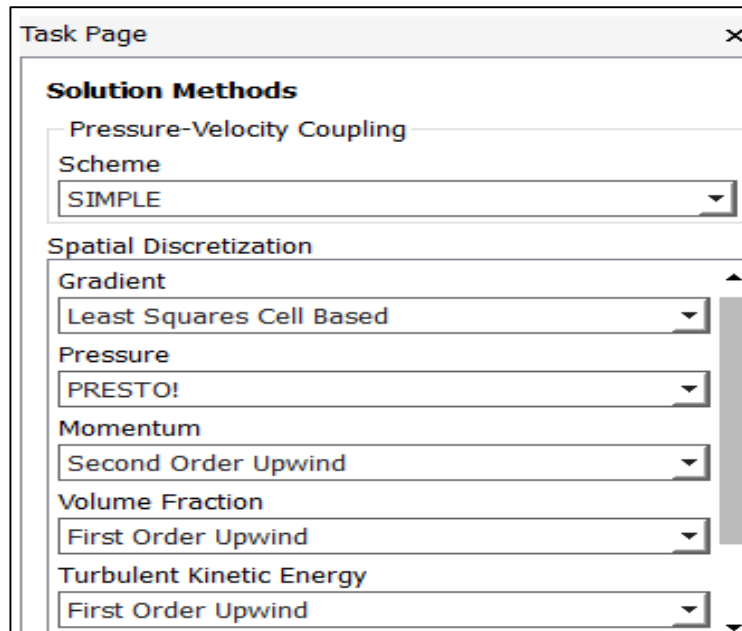 Task Page
Solution Methods
Pressure-Velocity Coupling
Scheme
SIMPLE
Spatial Discretization
Gradient
Least Squares Cell Based
Pressure
PRESTO!
Momentum
Second Order Upwind
Volume Fraction
First Order Upwind
Turbulent Kinetic Energy
First Order Upwind